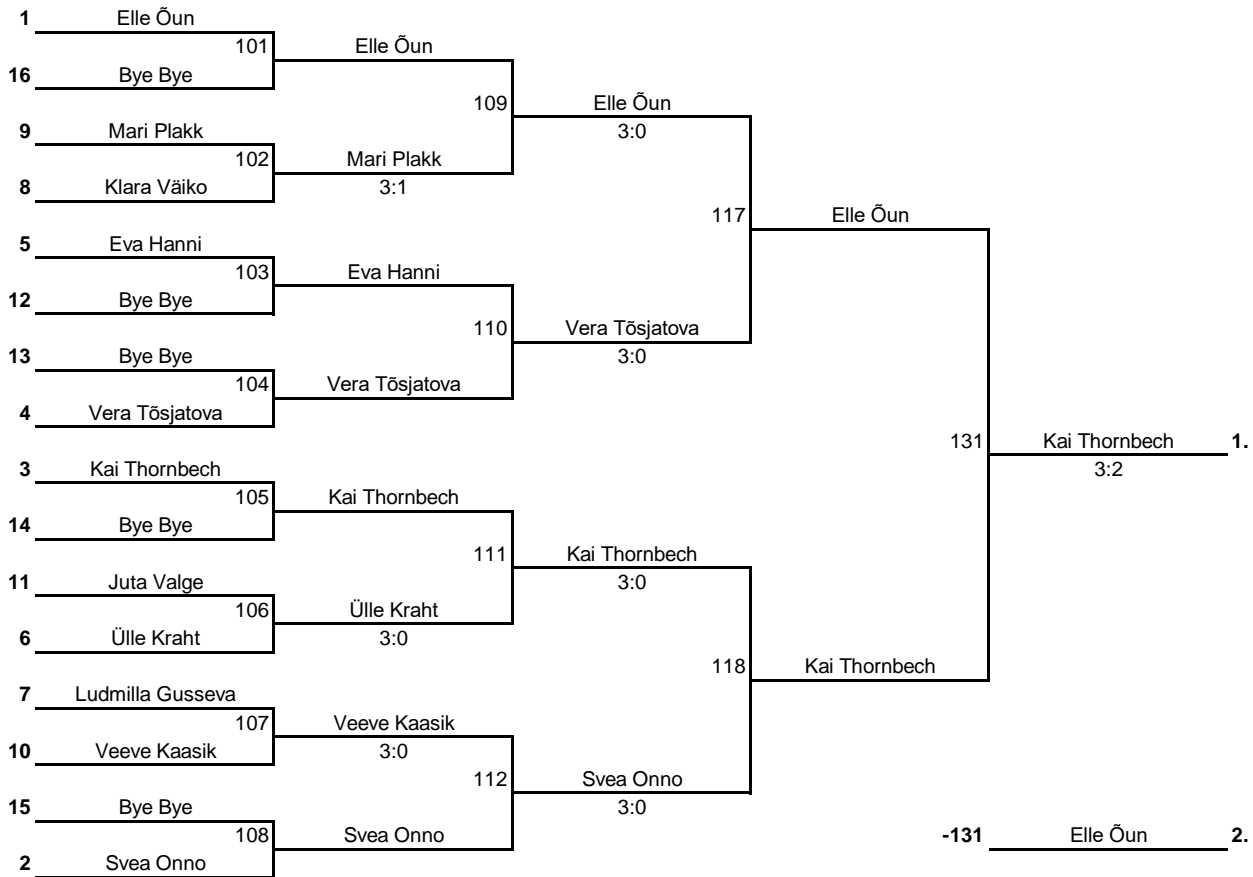 1 Elle Õun
101 Elle Õun
16 Bye Bye
109 Elle Õun
3:0
9 Mari Plakk
102 Mari Plakk
3:1
8 Klara Väiko
117 Elle Õun
5 Eva Hanni
103 Eva Hanni
12 Bye Bye
110 Vera Tõsjatova
3:0
13 Bye Bye
104 Vera Tõsjatova
4 Vera Tõsjatova
131 Kai Thornbech 1.
3:2
3 Kai Thornbech
105 Kai Thornbech
14 Bye Bye
111 Kai Thornbech
3:0
11 Juta Valge
106 Ülle Kraht
3:0
6 Ülle Kraht
118 Kai Thornbech
7 Ludmilla Gusseva
107 Veeve Kaasik
3:0
10 Veeve Kaasik
112 Svea Onno
3:0
15 Bye Bye
108 Svea Onno
2 Svea Onno
-131 Elle Õun 2.